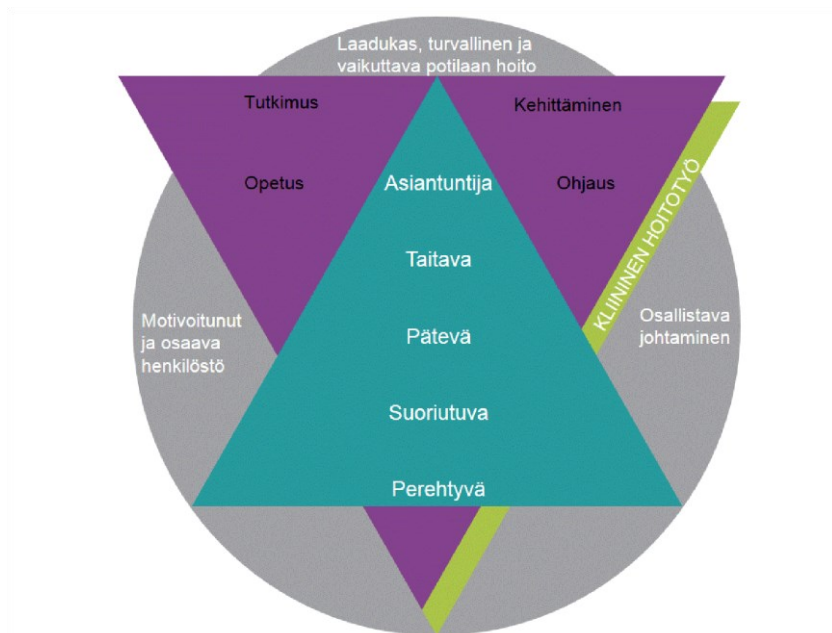 Laadukas, turvallinen ja
vaikuttava potilaan hoito
Tutkimus
Kehittäminen
Opetus
Asiantuntija
Ohjaus
Taitava
KLIININEN HOITOTYÖ
Motivoitunut
ja osaava
henkilöstö
Pätevä
Osallistava
johtaminen
Suoriutuva
Perehtyvä